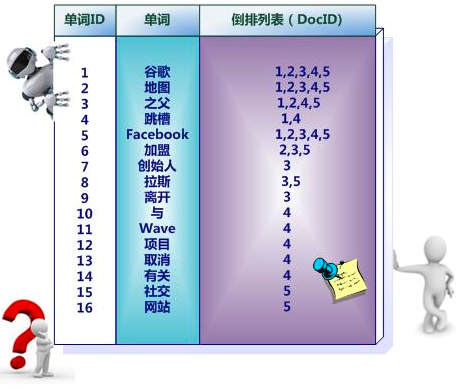 单词ID 单词 倒排列表（DocID)
1 谷歌 1,2,3,4,5
2 地图 1,2,3,4,5
3 之父 1,2,4,5
4 跳槽 1,4
5 Facebook 1,2,3,4,5
6 加盟 2,3,5
7 创始人 3
8 拉斯 3,5
9 离开 3
10 与 4
11 Wave 4
12 项目 4
13 取消 4
14 有关 4
15 社交 5
16 网站 5